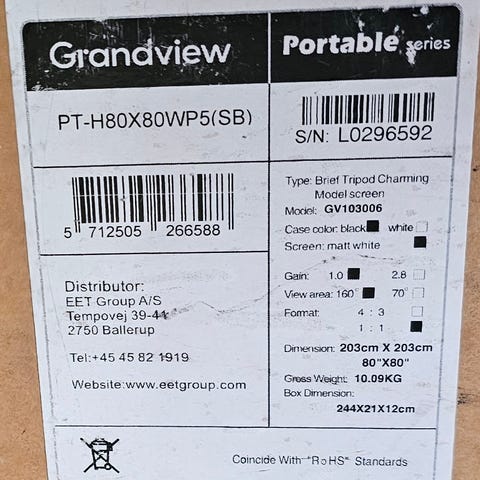 Grandview
Portable series
PT-H80X80WP5(SB)
S/N: L0296592
5 712505 266588
Type: Brief Tripod Charming
Model screen
Model: GV103006
Case color: black white
Screen: matt white
Gain: 1.0 2.8
View area: 160° 70°
Format: 4 : 3
1 : 1
Dimension: 203cm X 203cm
80"X80"
Gross Weight: 10.09KG
Box Dimension:
244X21X12cm
Distributor:
EET Group A/S
Tempovej 39-41
2750 Ballerup
Tel:+45 45 82 1919
Website:www.eetgroup.com
Coincide With "RoHS" Standards